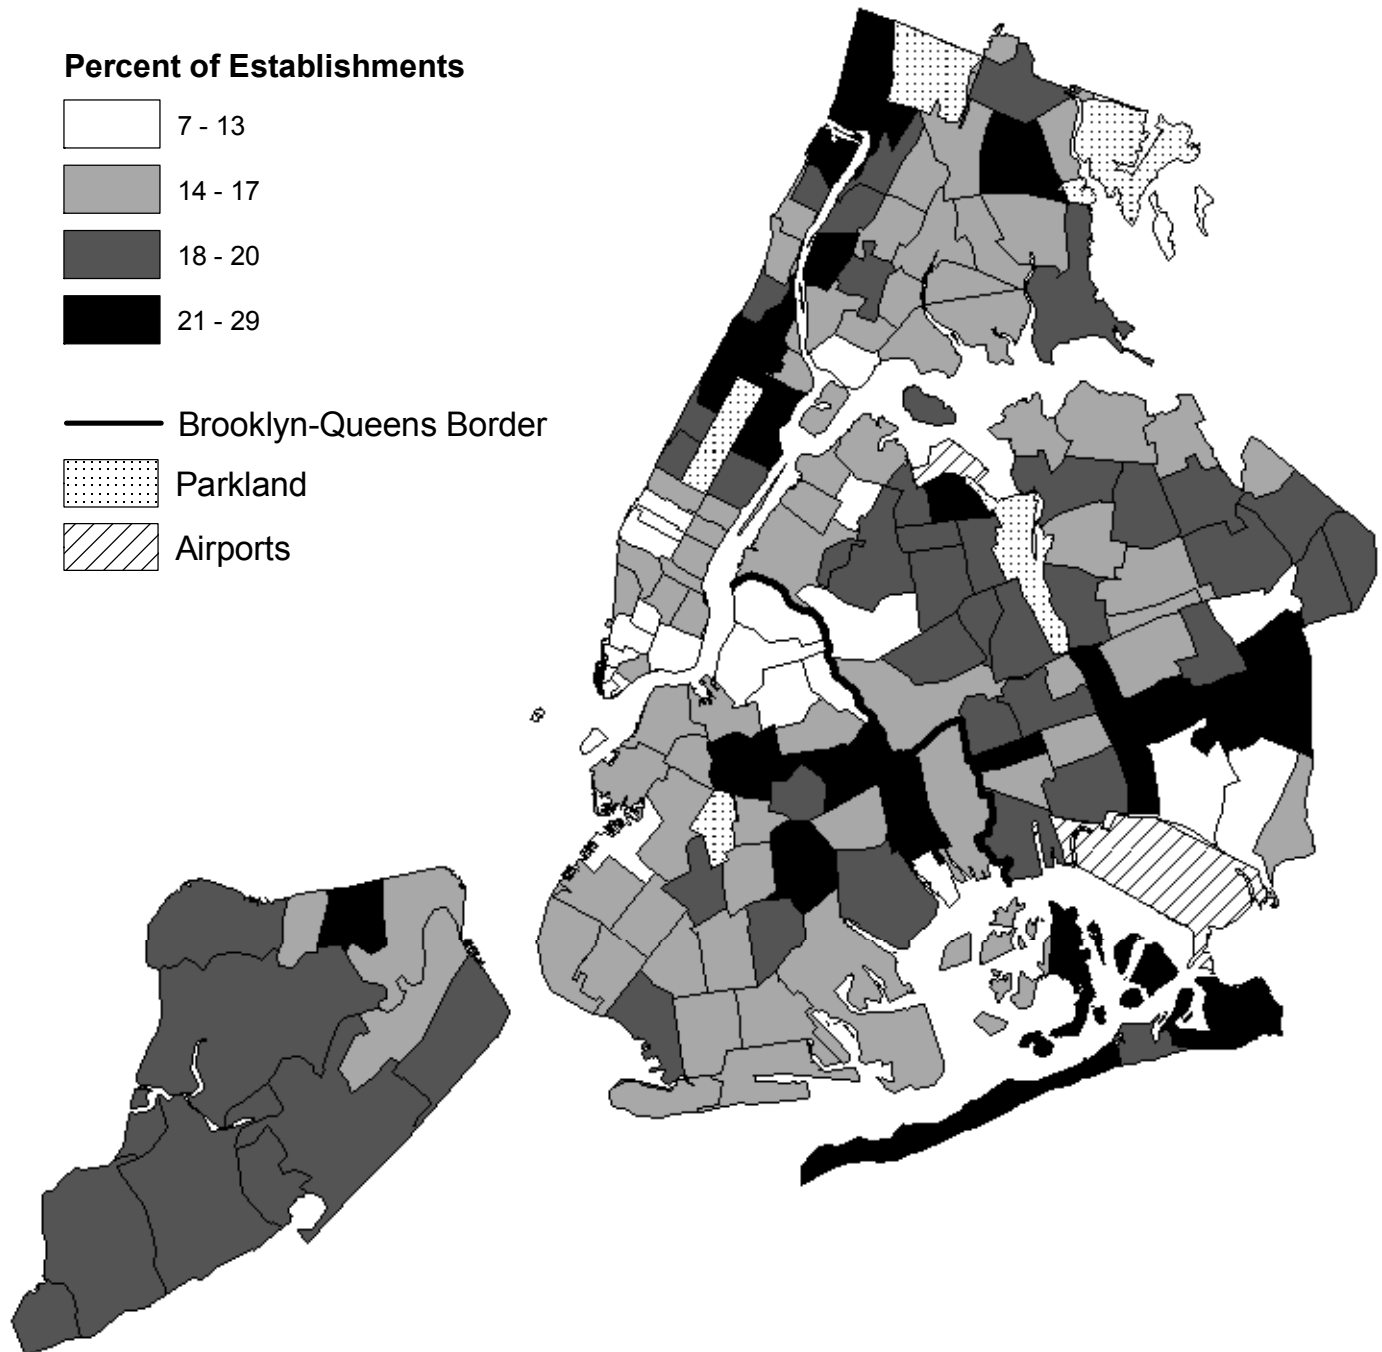 Percent of Establishments
7 - 13
14 - 17
18 - 20
21 - 29
Brooklyn-Queens Border
Parkland
Airports